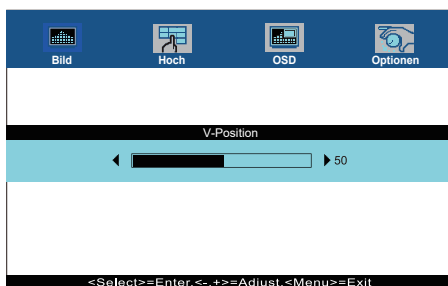 Bild Hoch OSD Optionen
V-Position
50
<Select>=Enter,<-,+>=Adjust,<Menu>=Exit